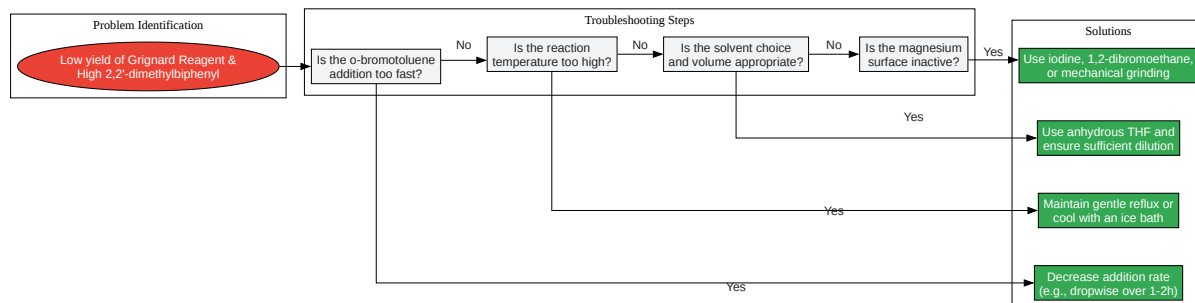 Problem Identification
Low yield of Grignard Reagent &
High 2,2'-dimethylbiphenyl
Troubleshooting Steps
Is the o-bromotoluene
addition too fast?
No
Is the reaction
temperature too high?
No
Is the solvent choice
and volume appropriate?
No
Is the magnesium
surface inactive?
Yes
Solutions
Use iodine, 1,2-dibromoethane,
or mechanical grinding
Yes
Use anhydrous THF and
ensure sufficient dilution
Yes
Maintain gentle reflux or
cool with an ice bath
Yes
Decrease addition rate
(e.g., dropwise over 1-2h)